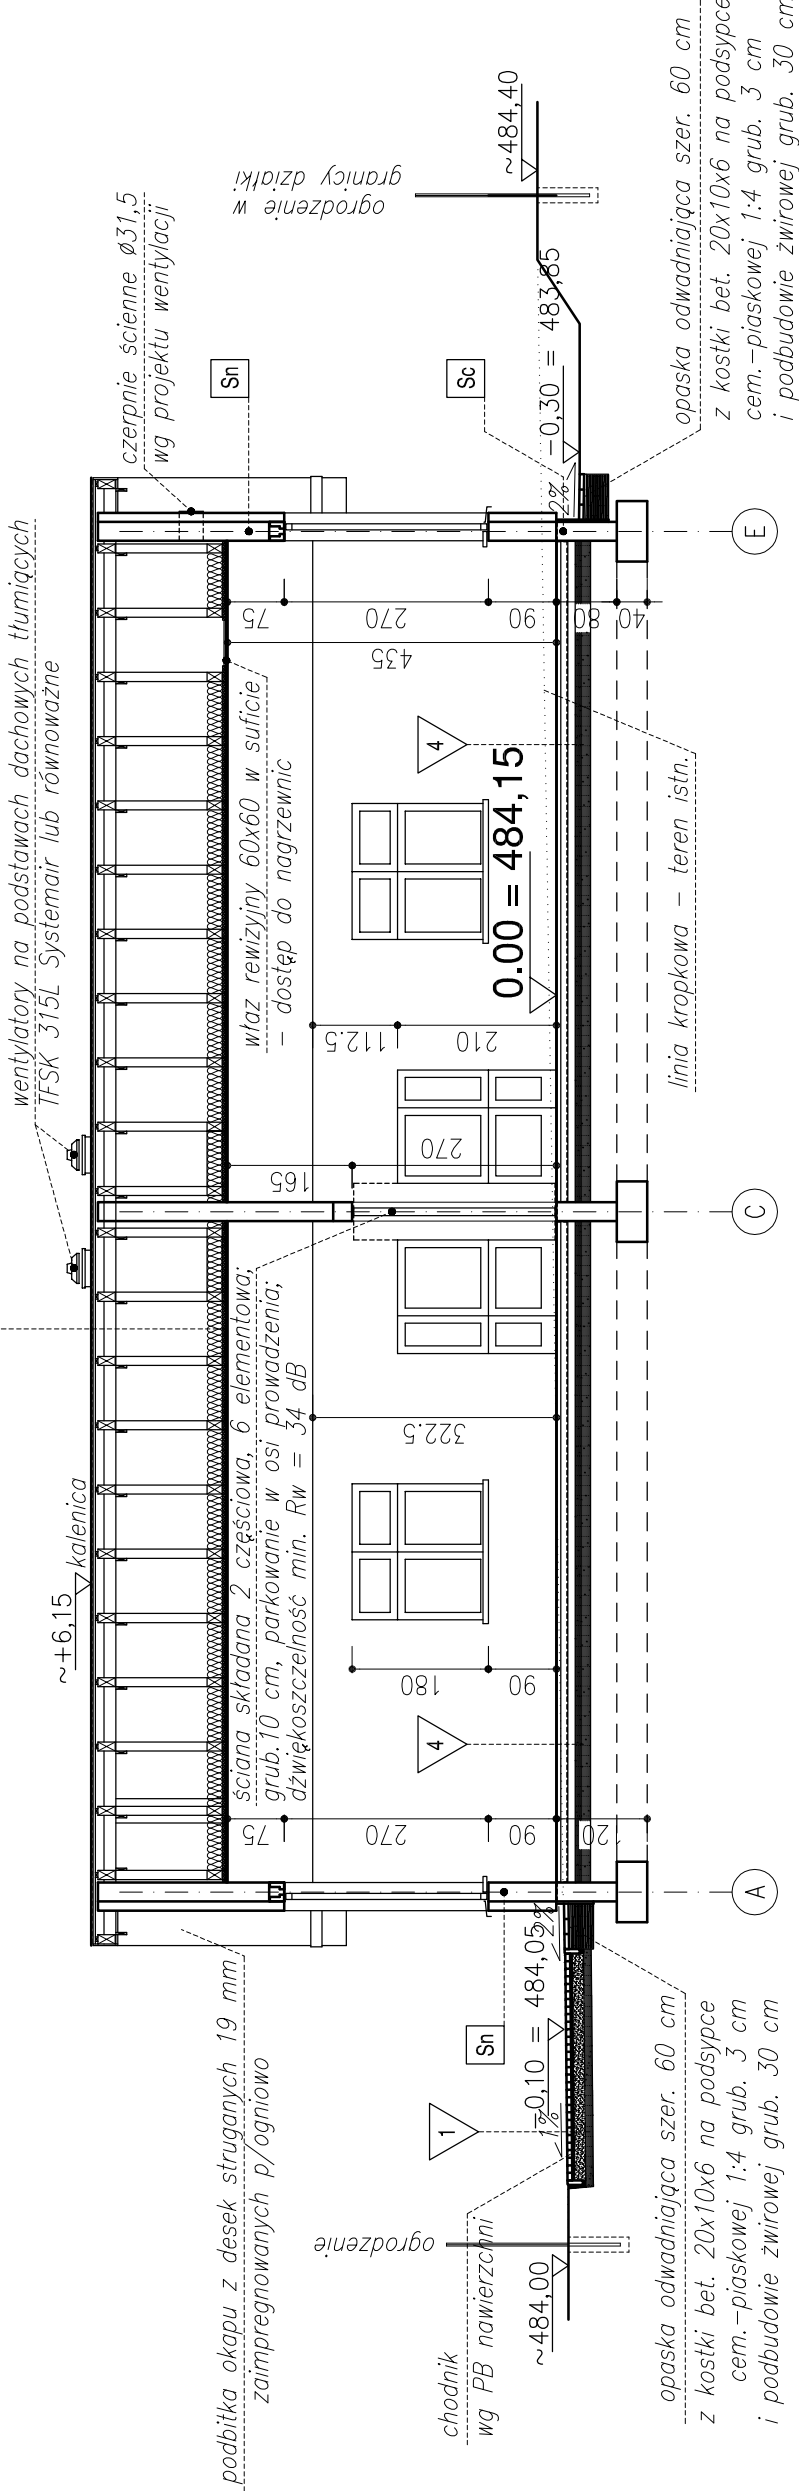 wentylatory na podstawach dachowych tłumiących
TFSK 315L Systemair lub równoważne
czerpnie ścienne ø31,5
wg projektu wentylacji
~+6,15
kalenica
podbitka okapu z desek struganych 19 mm
zaimpregnowanych p/ogniowo
ściana składana 2 częściowa, 6 elementowa,
grub.10 cm, parkowanie w osi prowadzenia;
dźwiękoszczelność min. Rw = 34 dB
właz rewizyjny 60x60 w suficie
- dostęp do nagrzewnic
Sn
Sc
Sn
ogrodzenie w
granicy działki
~484,40
-0,30 = 483,85
2%
75
270
90
120
180
90
322.5
165
270
112.5
210
435
75
270
90
80
40
0.00 = 484,15
4
4
1
-0,10 = 484,05
2%
1%
ogrodzenie
~484,00
chodnik
wg PB nawierzchni
linia kropkowa - teren istn.
opaska odwadniająca szer. 60 cm
z kostki bet. 20x10x6 na podsypce
cem.-piaskowej 1:4 grub. 3 cm
i podbudowie żwirowej grub. 30 cm
opaska odwadniająca szer. 60 cm
z kostki bet. 20x10x6 na podsypce
cem.-piaskowej 1:4 grub. 3 cm
i podbudowie żwirowej grub. 30 cm
A
C
E